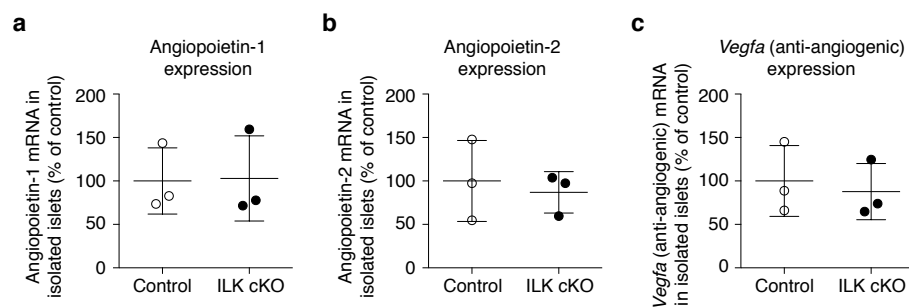 a
Angiopoietin-1
expression
Angiopoietin-1 mRNA in
isolated islets (% of control)
200
150
100
50
0
Control ILK cKO
b
Angiopoietin-2
expression
Angiopoietin-2 mRNA in
isolated islets (% of control)
200
150
100
50
0
Control ILK cKO
c
Vegfa (anti-angiogenic)
expression
Vegfa (anti-angiogenic) mRNA
in isolated islets (% of control)
200
150
100
50
0
Control ILK cKO